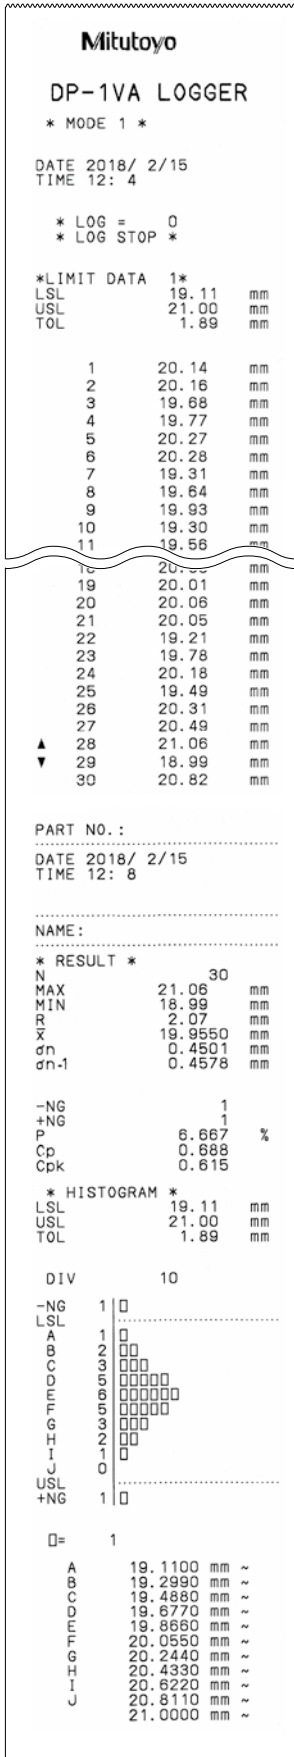 Mitutoyo
DP-1VA LOGGER
* MODE 1 *
DATE 2018/ 2/15
TIME 12: 4
* LOG = 0
* LOG STOP *
*LIMIT DATA 1*
LSL 19.11 mm
USL 21.00 mm
TOL 1.89 mm
1 20.14 mm
2 20.16 mm
3 19.68 mm
4 19.77 mm
5 20.27 mm
6 20.28 mm
7 19.31 mm
8 19.64 mm
9 19.93 mm
10 19.30 mm
11 19.56 mm
mm
19 20.01 mm
20 20.06 mm
21 20.05 mm
22 19.21 mm
23 19.78 mm
24 20.18 mm
25 19.49 mm
26 20.31 mm
27 20.49 mm
▲ 28 21.06 mm
▼ 29 18.99 mm
30 20.82 mm
PART NO.:
DATE 2018/ 2/15
TIME 12: 8
NAME:
* RESULT *
N 30
MAX 21.06 mm
MIN 18.99 mm
R 2.07 mm
x̄ 19.9550 mm
σn 0.4501 mm
σn-1 0.4578 mm
-NG 1
+NG 1
P 6.667 %
Cp 0.688
Cpk 0.615
* HISTOGRAM *
LSL 19.11 mm
USL 21.00 mm
TOL 1.89 mm
DIV 10
-NG 1 ▯
LSL
A 1 ▯
B 2 ▯▯
C 3 ▯▯▯
D 5 ▯▯▯▯▯
E 6 ▯▯▯▯▯▯
F 5 ▯▯▯▯▯
G 3 ▯▯▯
H 2 ▯▯
I 1 ▯
J 0
USL
+NG 1 ▯
▯= 1
A 19.1100 mm ~
B 19.2990 mm ~
C 19.4880 mm ~
D 19.6770 mm ~
E 19.8660 mm ~
F 20.0550 mm ~
G 20.2440 mm ~
H 20.4330 mm ~
I 20.6220 mm ~
J 20.8110 mm ~
21.0000 mm ~